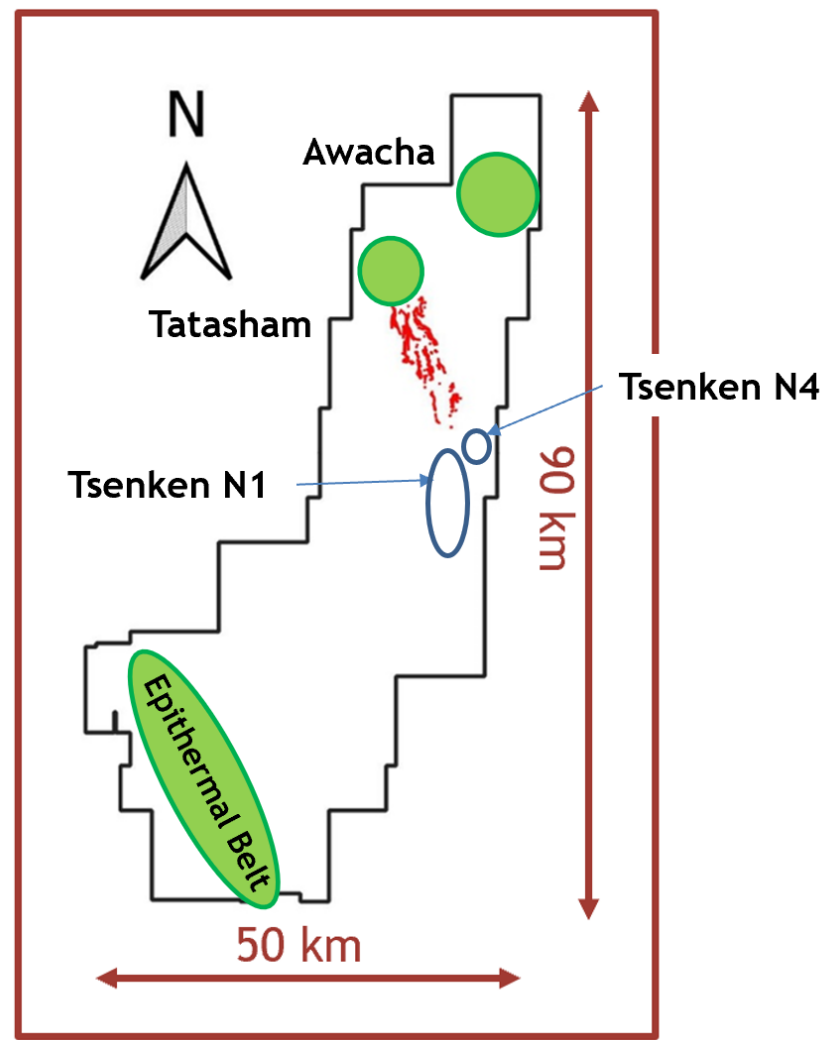 N
Awacha
Tatasham
Tsenken N4
Tsenken N1
90 km
Epithermal Belt
50 km